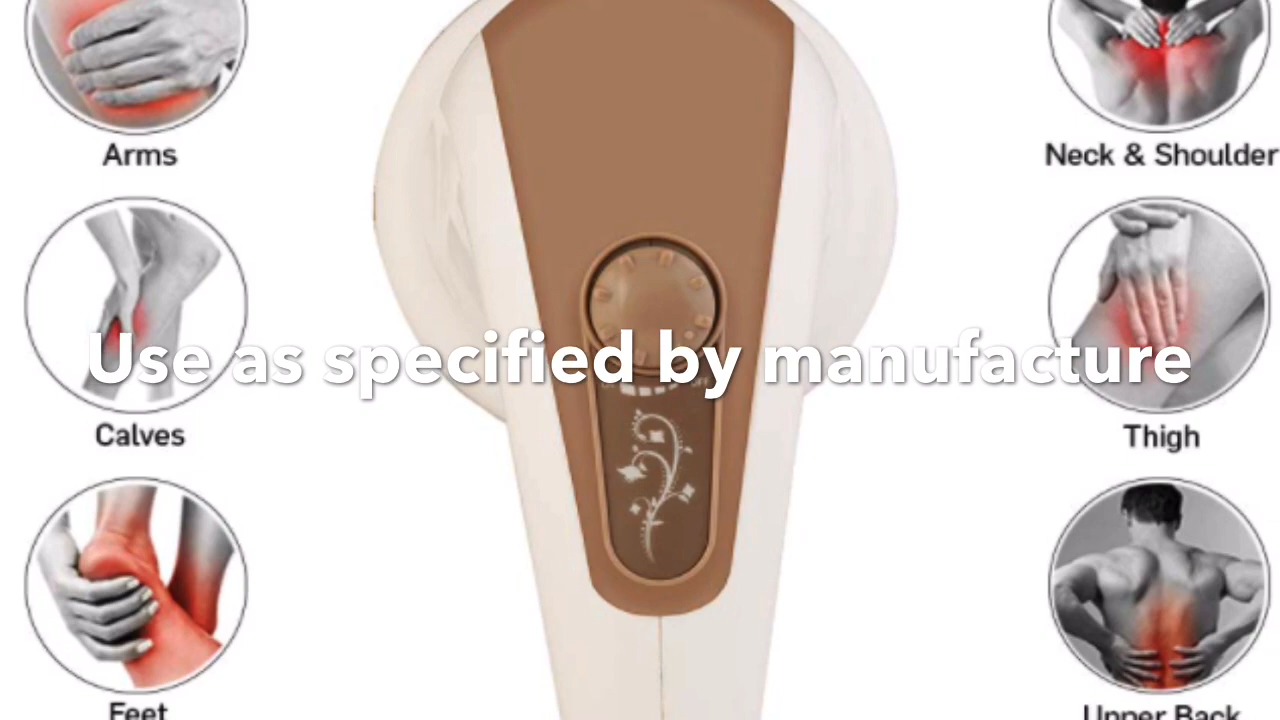 Arms
Neck & Shoulder
Use as specified by manufacture
Calves
Thigh
Feet
Upper Back